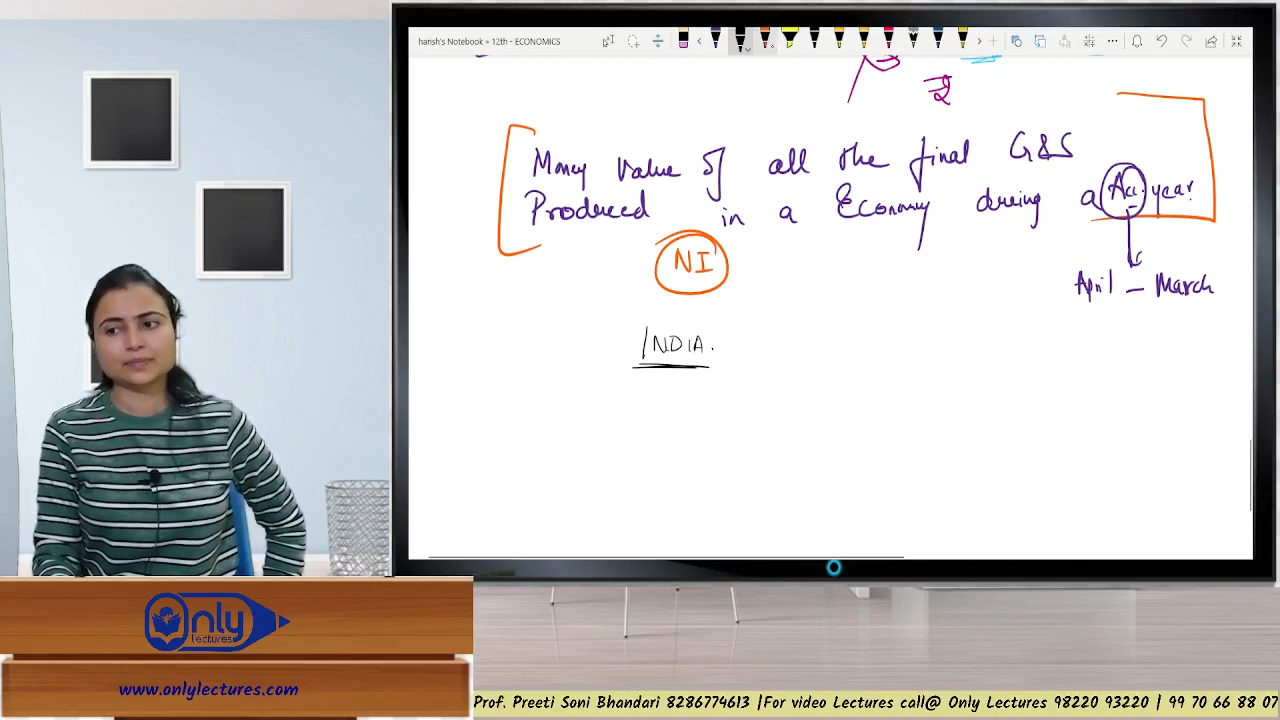 harish's Notebook » 12th - ECONOMICS
₹
Money Value of all the final G&S
Produced in a Economy during a Acc. year.
NI
April - March
INDIA.
Only
lectures
www.onlylectures.com
Prof. Preeti Soni Bhandari 8286774613 |For video Lectures call@ Only Lectures 98220 93220 | 99 70 66 88 07